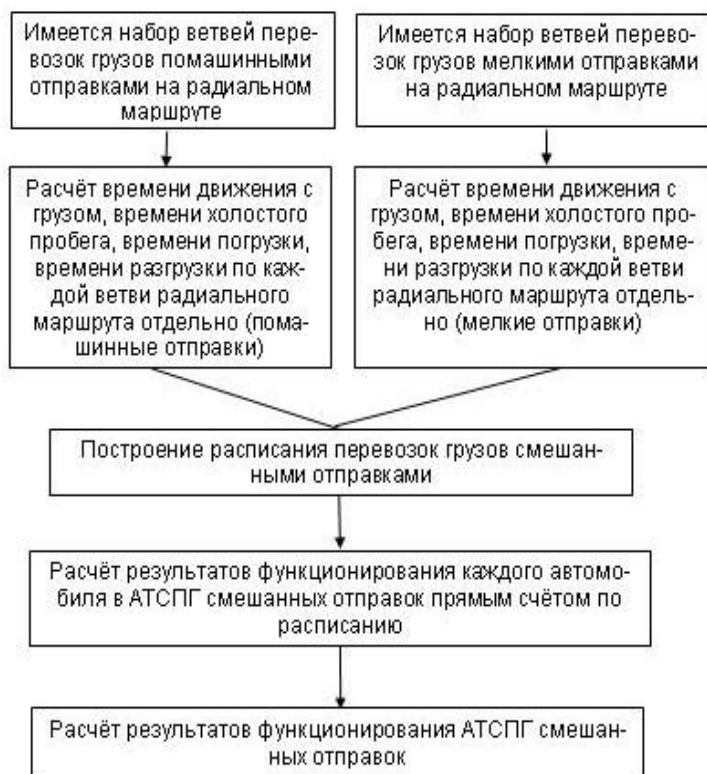 Имеется набор ветвей пере-
возок грузов помашинными
отправками на радиальном
маршруте
Имеется набор ветвей перево-
зок грузов мелкими отправками
на радиальном маршруте
Расчёт времени движения с
грузом, времени холостого
пробега, времени погрузки,
времени разгрузки по каж-
дой ветви радиального
маршрута отдельно (пома-
шинные отправки)
Расчёт времени движения с
грузом, времени холостого про-
бега, времени погрузки, време-
ни разгрузки по каждой ветви
радиального маршрута отдель-
но (мелкие отправки)
Построение расписания перевозок грузов смешан-
ными отправками
Расчёт результатов функционирования каждого автомо-
биля в АТСПГ смешанных отправок прямым счётом по
расписанию
Расчёт результатов функционирования АТСПГ смешан-
ных отправок